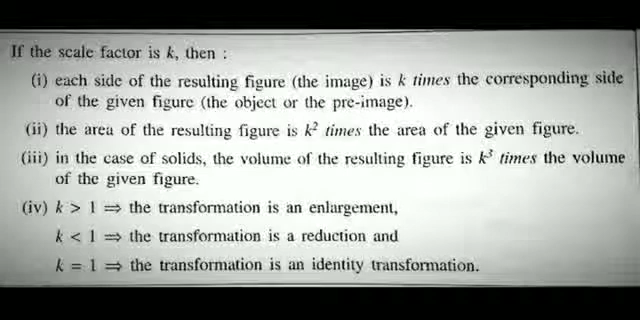 If the scale factor is k, then :
(i) each side of the resulting figure (the image) is k times the corresponding side
of the given figure (the object or the pre-image).
(ii) the area of the resulting figure is k² times the area of the given figure.
(iii) in the case of solids, the volume of the resulting figure is k³ times the volume
of the given figure.
(iv) k > 1 ⇒ the transformation is an enlargement,
k < 1 ⇒ the transformation is a reduction and
k = 1 ⇒ the transformation is an identity transformation.